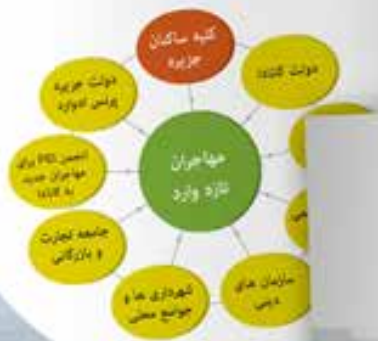 کلیه ساکنان
جزیره
دولت کانادا
دولت جزیره
پرنس ادوارد
مهاجران
تازه وارد
انجمن PEI برای
مهاجران جدید
به کانادا
جامعه تجارت
و بازرگانی
شهرداری ها و
جوامع محلی
سازمان های
دینی